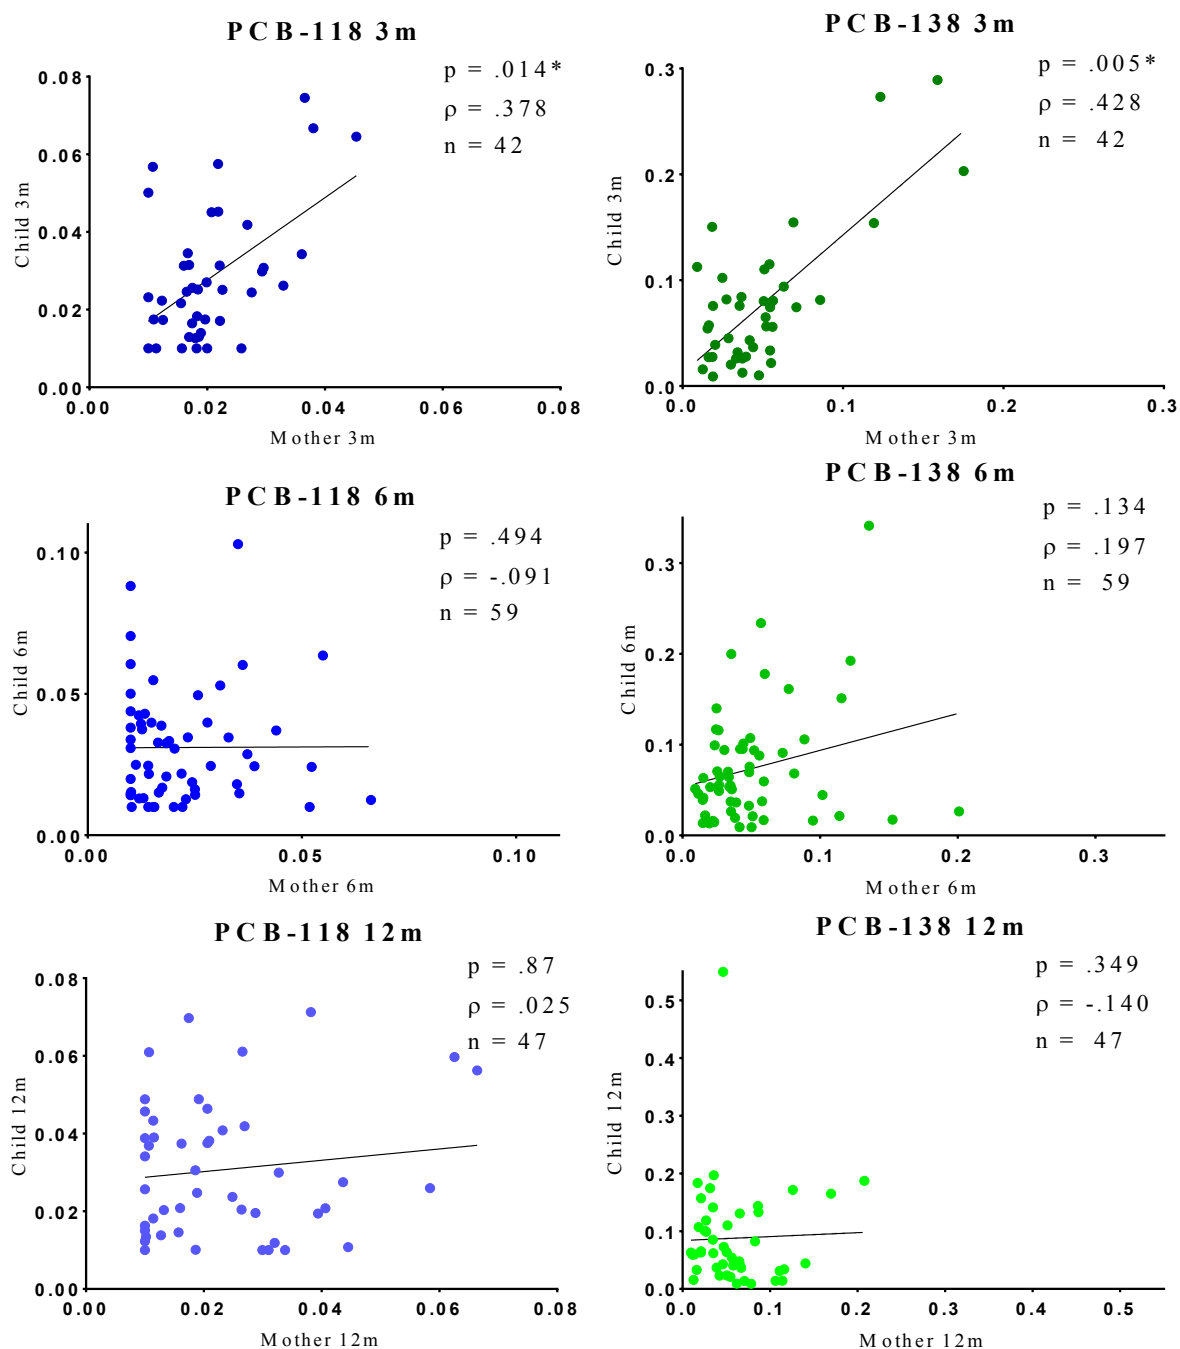 PCB-118 3m
p = .014*
ρ = .378
n = 42
0.08
0.06
0.04
0.02
0.00
Child 3m
0.00 0.02 0.04 0.06 0.08
Mother 3m
PCB-138 3m
p = .005*
ρ = .428
n = 42
0.3
0.2
0.1
0.0
Child 3m
0.0 0.1 0.2 0.3
Mother 3m
PCB-118 6m
p = .494
ρ = -.091
n = 59
0.10
0.05
0.00
Child 6m
0.00 0.05 0.10
Mother 6m
PCB-138 6m
p = .134
ρ = .197
n = 59
0.3
0.2
0.1
0.0
Child 6m
0.0 0.1 0.2 0.3
Mother 6m
PCB-118 12m
p = .87
ρ = .025
n = 47
0.08
0.06
0.04
0.02
0.00
Child 12m
0.00 0.02 0.04 0.06 0.08
Mother 12m
PCB-138 12m
p = .349
ρ = -.140
n = 47
0.5
0.4
0.3
0.2
0.1
0.0
Child 12m
0.0 0.1 0.2 0.3 0.4 0.5
Mother 12m